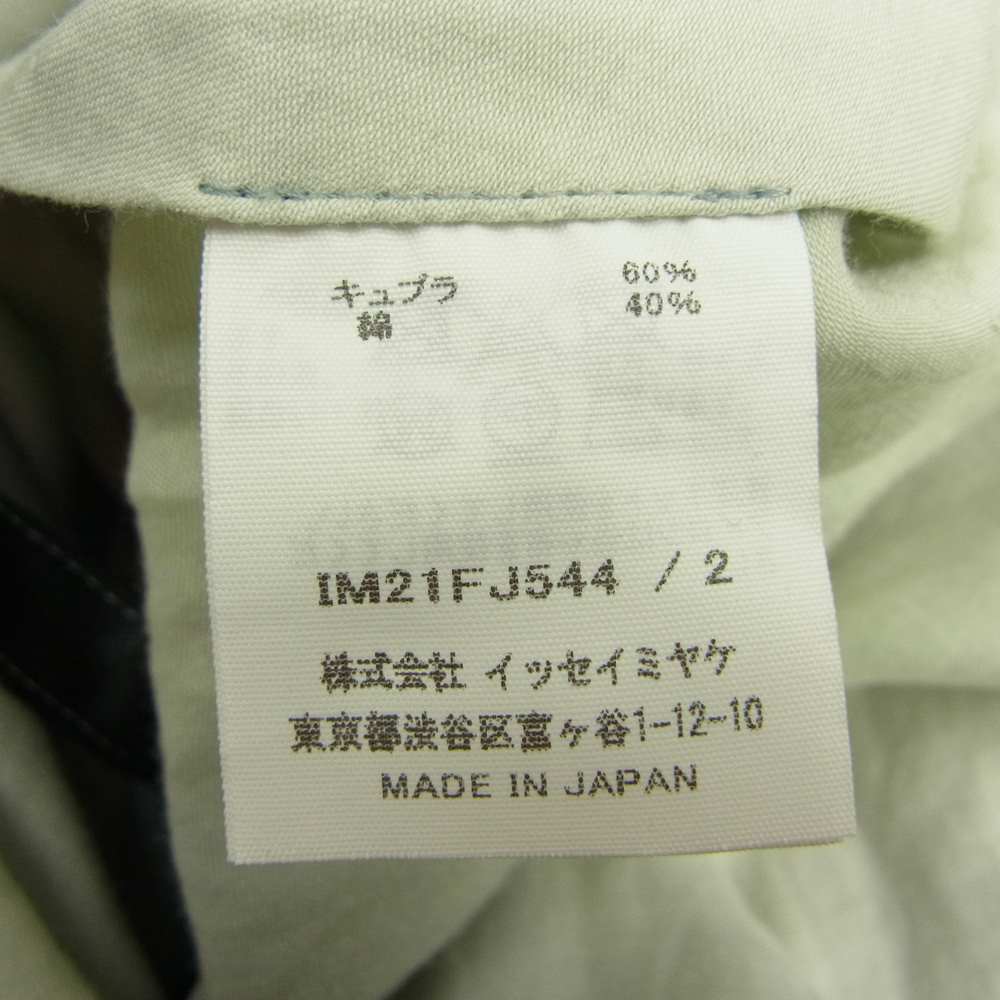 キュプラ 60%
綿 40%
IM21FJ544 / 2
株式会社 イッセイミヤケ
東京都渋谷区富ヶ谷1-12-10
MADE IN JAPAN